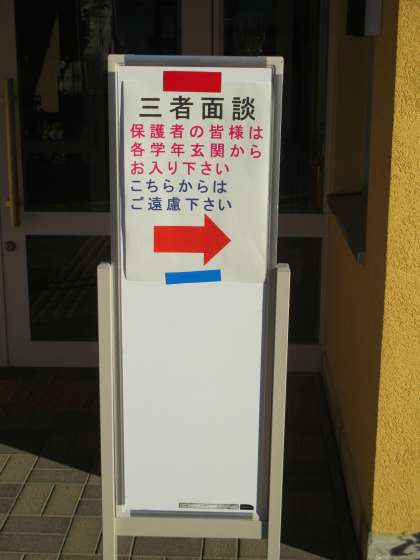 三者面談
保護者の皆様は
各学年玄関から
お入り下さい
こちらからは
ご遠慮下さい